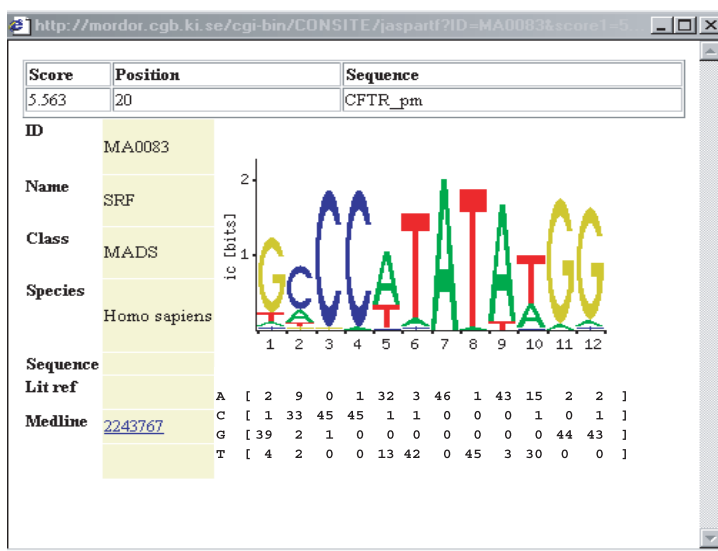 http://mordor.cgb.ki.se/cgi-bin/CONSITE/jaspartf?ID=MA0083&score1=5
Score Position Sequence
5.563 20 CFTR_pm
ID MA0083
Name SRF
Class MADS
Species Homo sapiens
Sequence
Lit ref
Medline 2243767
ic [bits]
2
1
GCCCATATATGG
TACTATAG
1 2 3 4 5 6 7 8 9 10 11 12
A [ 2 9 0 1 32 3 46 1 43 15 2 2 ]
C [ 1 33 45 45 1 1 0 0 0 1 0 1 ]
G [39 2 1 0 0 0 0 0 0 0 44 43 ]
T [ 4 2 0 0 13 42 0 45 3 30 0 0 ]